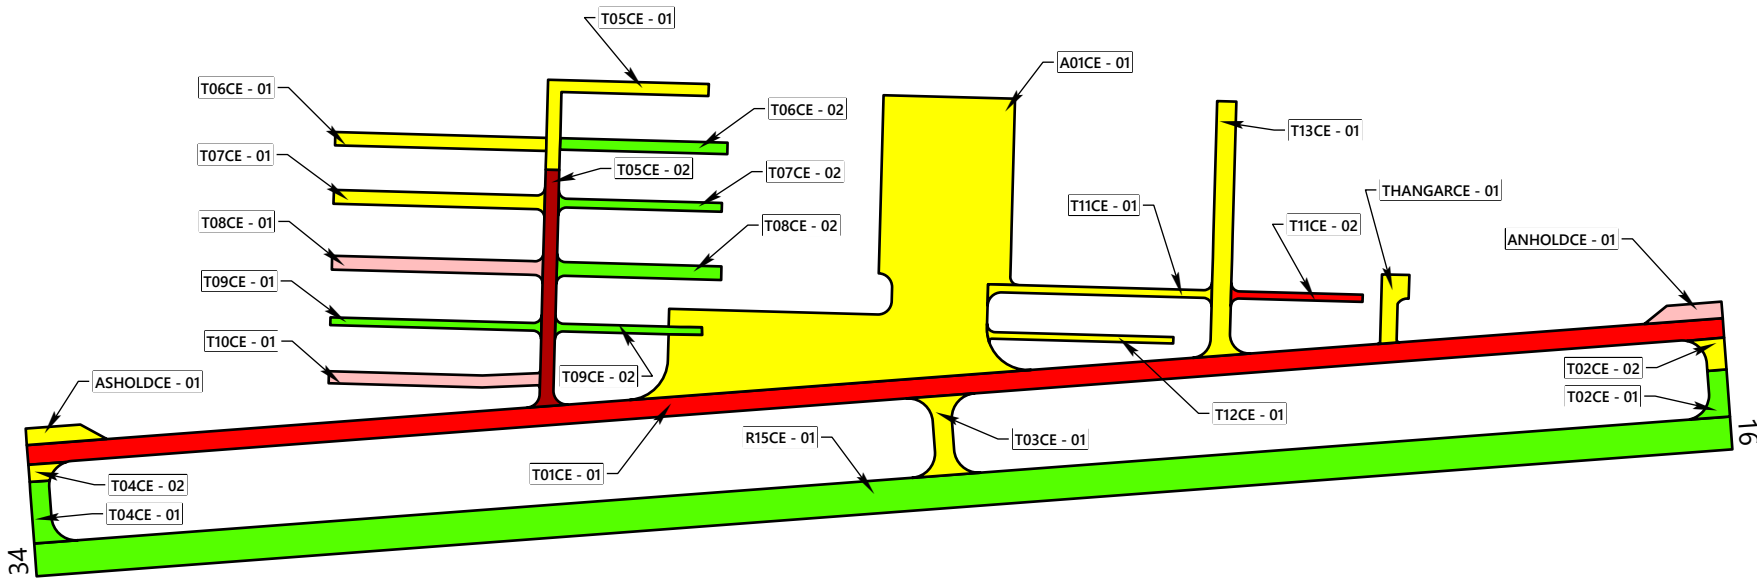 T05CE - 01
A01CE - 01
T06CE - 01
T06CE - 02
T13CE - 01
T07CE - 01
T05CE - 02
T07CE - 02
THANGARCE - 01
T11CE - 01
T08CE - 01
T08CE - 02
T11CE - 02
ANHOLDCE - 01
T09CE - 01
T10CE - 01
T09CE - 02
ASHOLDCE - 01
T02CE - 02
T02CE - 01
T12CE - 01
R15CE - 01
T03CE - 01
16
T01CE - 01
T04CE - 02
T04CE - 01
34